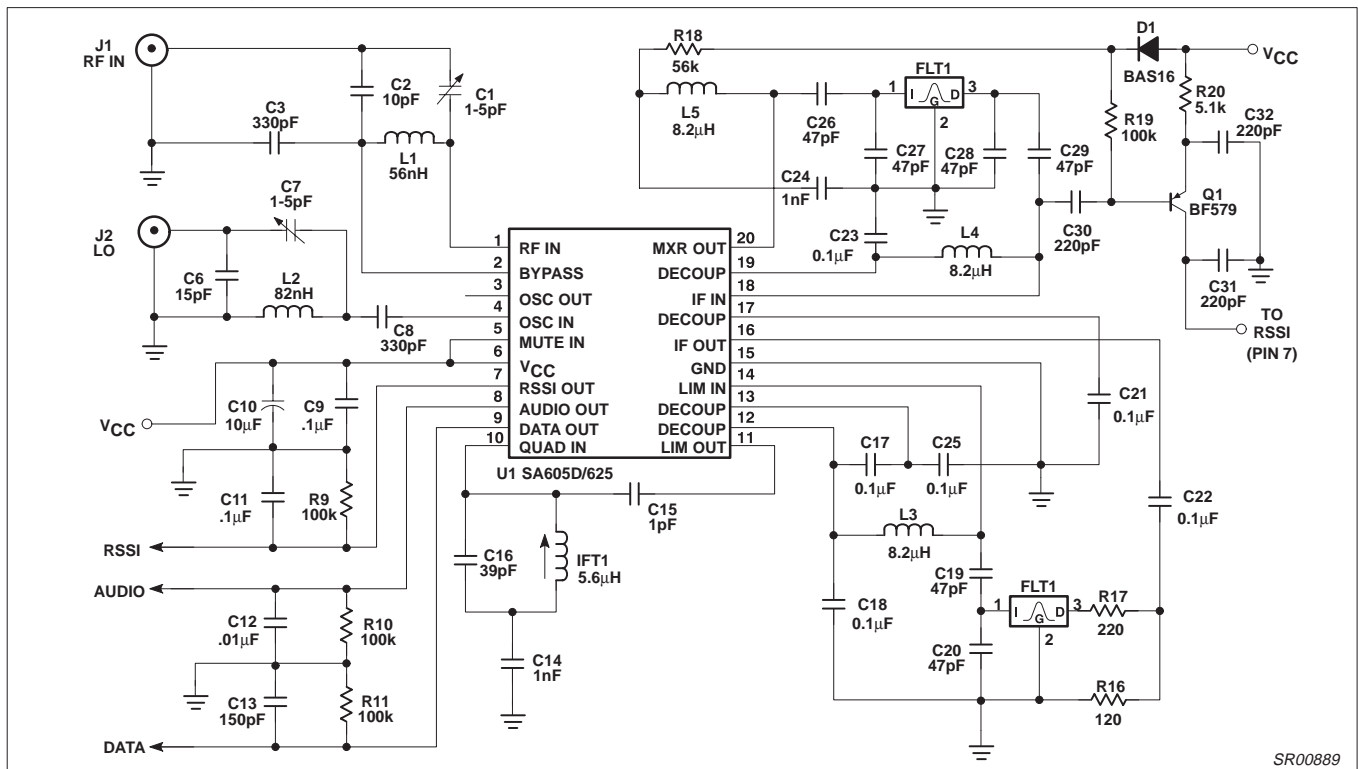 J1
RF IN
C3
330pF
C2
10pF
C1
1-5pF
L1
56nH
C7
1-5pF
J2
LO
C6
15pF
L2
82nH
C8
330pF
VCC
C10
10µF
C9
.1µF
C11
.1µF
R9
100k
RSSI
AUDIO
C12
.01µF
R10
100k
C13
150pF
R11
100k
DATA
1 RF IN
2 BYPASS
3 OSC OUT
4 OSC IN
5 MUTE IN
6 VCC
7 RSSI OUT
8 AUDIO OUT
9 DATA OUT
10 QUAD IN
MXR OUT 20
DECOUP 19
IF IN 18
DECOUP 17
IF OUT 16
GND 15
LIM IN 14
DECOUP 13
DECOUP 12
LIM OUT 11
U1 SA605D/625
C15
1pF
C16
39pF
IFT1
5.6µH
C14
1nF
R18
56k
L5
8.2µH
C26
47pF
FLT1
1 I G D 3
2
C27
47pF
C28
47pF
C29
47pF
C24
1nF
C23
0.1µF
L4
8.2µH
C30
220pF
D1
BAS16
VCC
R19
100k
R20
5.1k
C32
220pF
Q1
BF579
C31
220pF
TO
RSSI
(PIN 7)
C21
0.1µF
C17
0.1µF
C25
0.1µF
C22
0.1µF
L3
8.2µH
C18
0.1µF
C19
47pF
FLT1
1 I G D 3
2
R17
220
C20
47pF
R16
120
SR00889